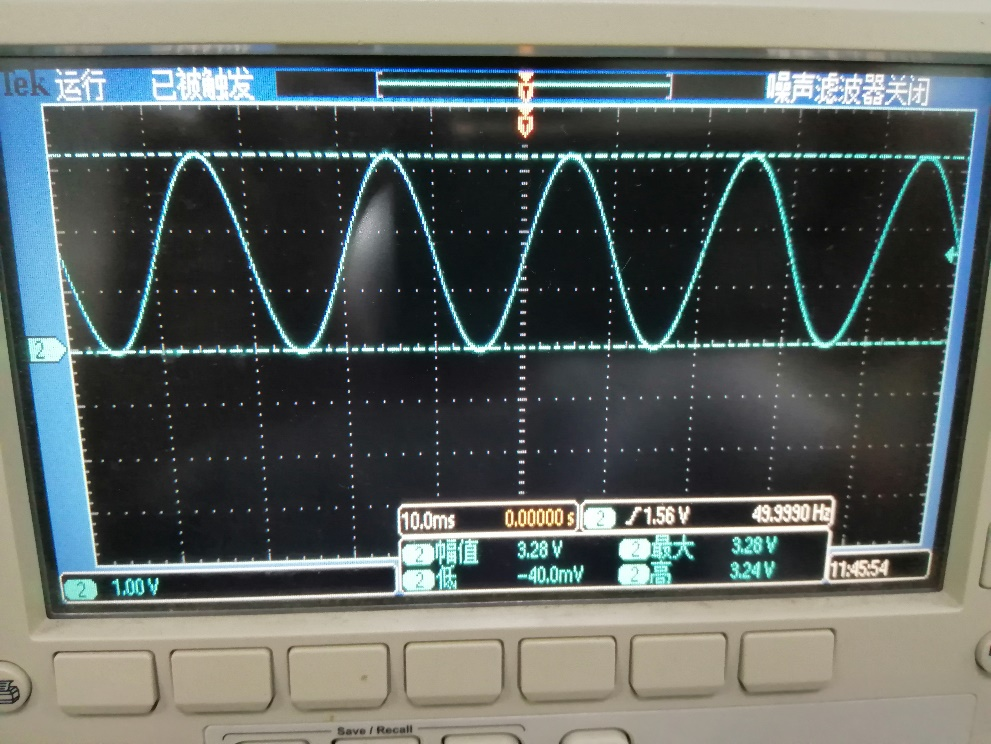 Tek 运行 已被触发 噪声滤波器关闭
T
T
2
10.0ms 0.00000 s 2 1.56 V 49.9990 Hz
2 幅值 3.28 V 2 最大 3.28 V
2 低 -40.0mV 2 高 3.24 V
2 1.00 V 11:45:54
Save / Recall